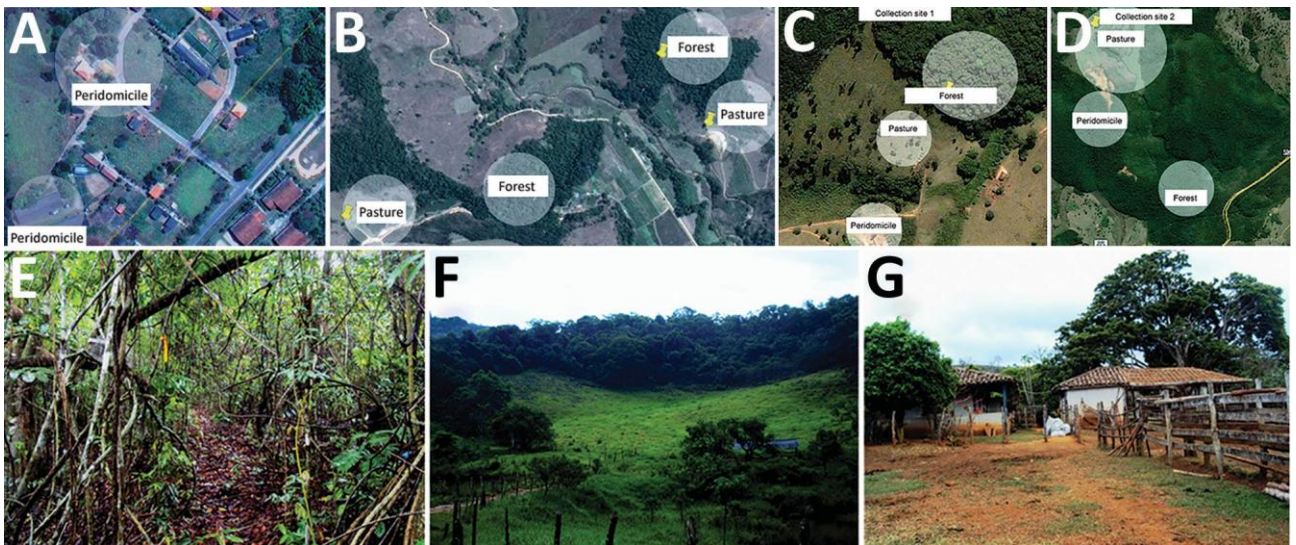 A
Peridomicile
Peridomicile
B
Forest
Pasture
Forest
Pasture
C
Collection site 1
Forest
Pasture
Peridomicile
D
Collection site 2
Pasture
Peridomicile
Forest
E
F
G